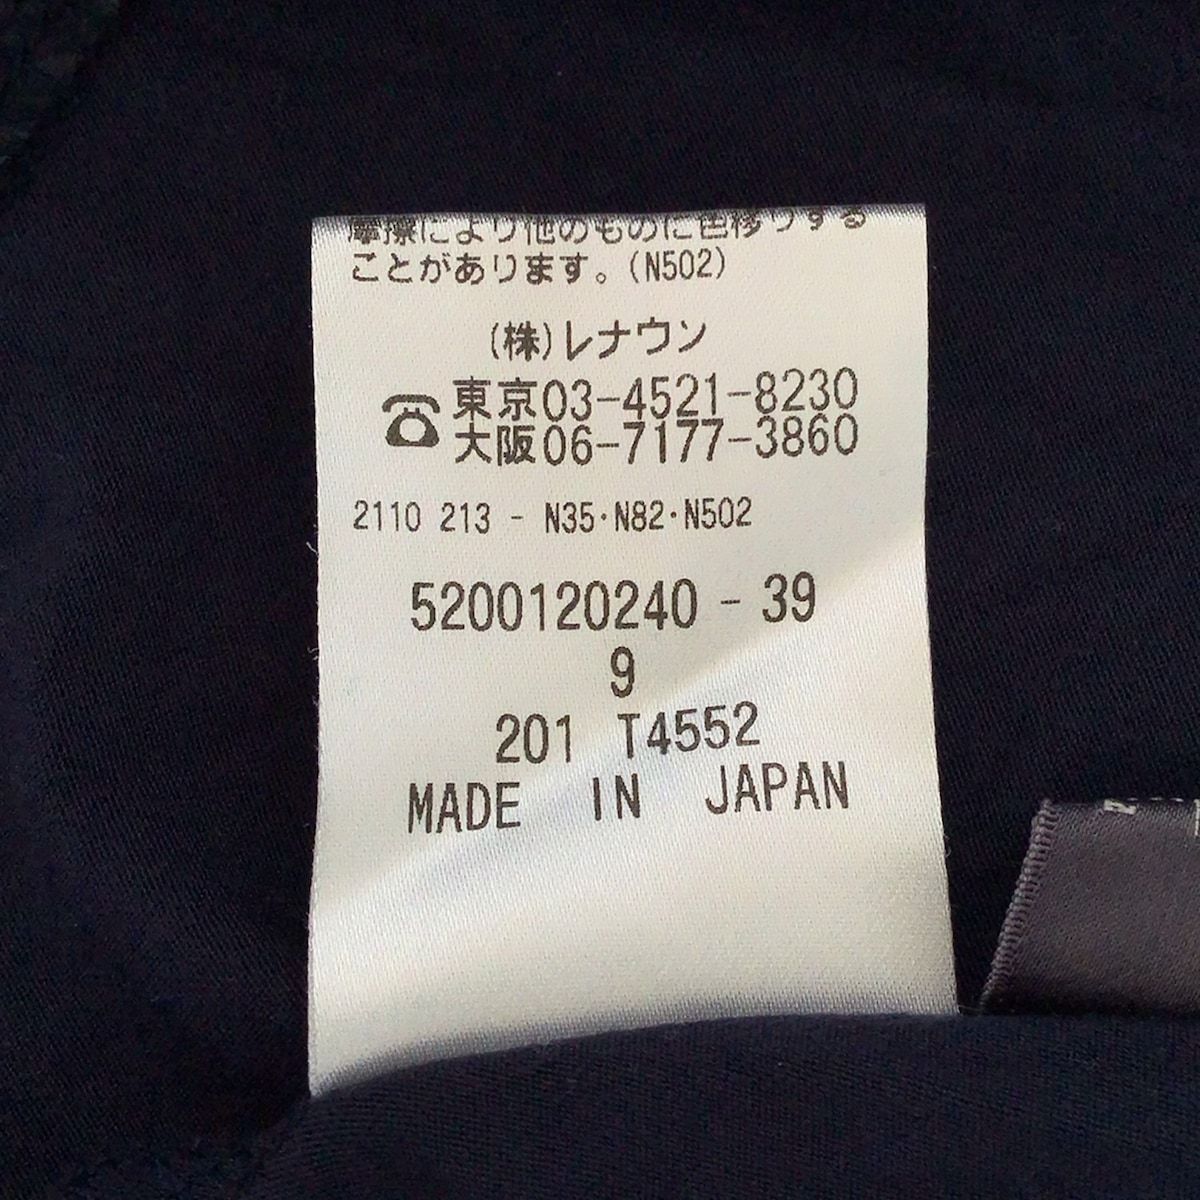 摩擦により他のものに色移りする
ことがあります。(N502)
(株)レナウン
☎東京03-4521-8230
大阪06-7177-3860
2110 213 - N35·N82·N502
5200120240 - 39
9
201 T4552
MADE IN JAPAN